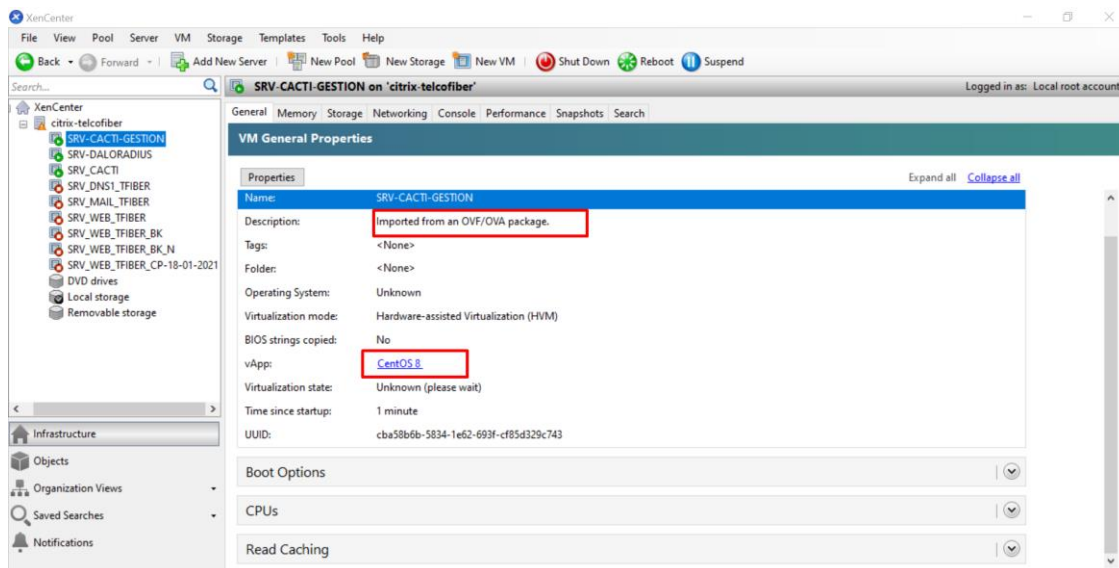 XenCenter
File View Pool Server VM Storage Templates Tools Help
Back Forward Add New Server New Pool New Storage New VM Shut Down Reboot Suspend
Search...
SRV-CACTI-GESTION on 'citrix-telcofiber' Logged in as: Local root account
XenCenter
citrix-telcofiber
SRV-CACTI-GESTION
SRV-DALORADIUS
SRV_CACTI
SRV_DNS1_TFIBER
SRV_MAIL_TFIBER
SRV_WEB_TFIBER
SRV_WEB_TFIBER_BK
SRV_WEB_TFIBER_BK_N
SRV_WEB_TFIBER_CP-18-01-2021
DVD drives
Local storage
Removable storage
Infrastructure
Objects
Organization Views
Saved Searches
Notifications
General Memory Storage Networking Console Performance Snapshots Search
VM General Properties
Properties Expand all Collapse all
Name: SRV-CACTI-GESTION
Description: Imported from an OVF/OVA package.
Tags: <None>
Folder: <None>
Operating System: Unknown
Virtualization mode: Hardware-assisted Virtualization (HVM)
BIOS strings copied: No
vApp: CentOS 8
Virtualization state: Unknown (please wait)
Time since startup: 1 minute
UUID: cba58b6b-5834-1e62-693f-cf85d329c743
Boot Options
CPUs
Read Caching